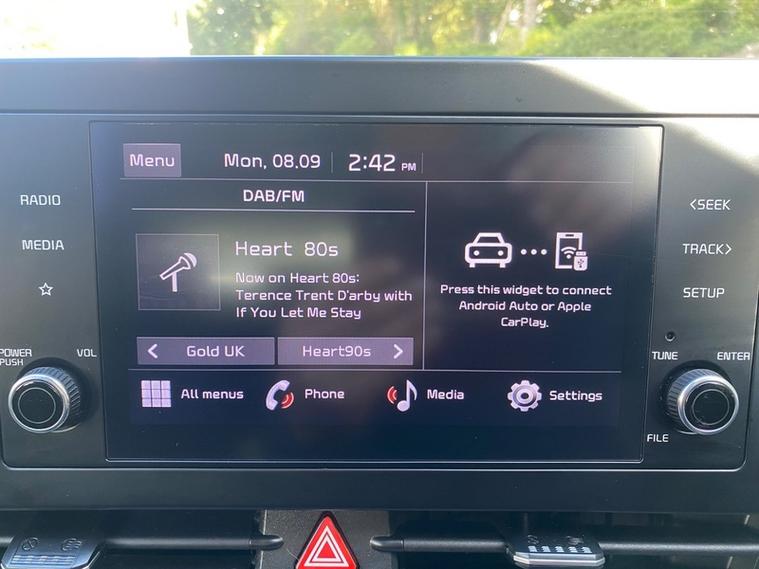 Menu
Mon, 08.09
2:42 PM
DAB/FM
Heart 80s
Now on Heart 80s:
Terence Trent D'arby with
If You Let Me Stay
Gold UK
Heart90s
Press this widget to connect
Android Auto or Apple
CarPlay.
All menus
Phone
Media
Settings
RADIO
MEDIA
POWER
PUSH
VOL
<SEEK
TRACK>
SETUP
TUNE
ENTER
FILE